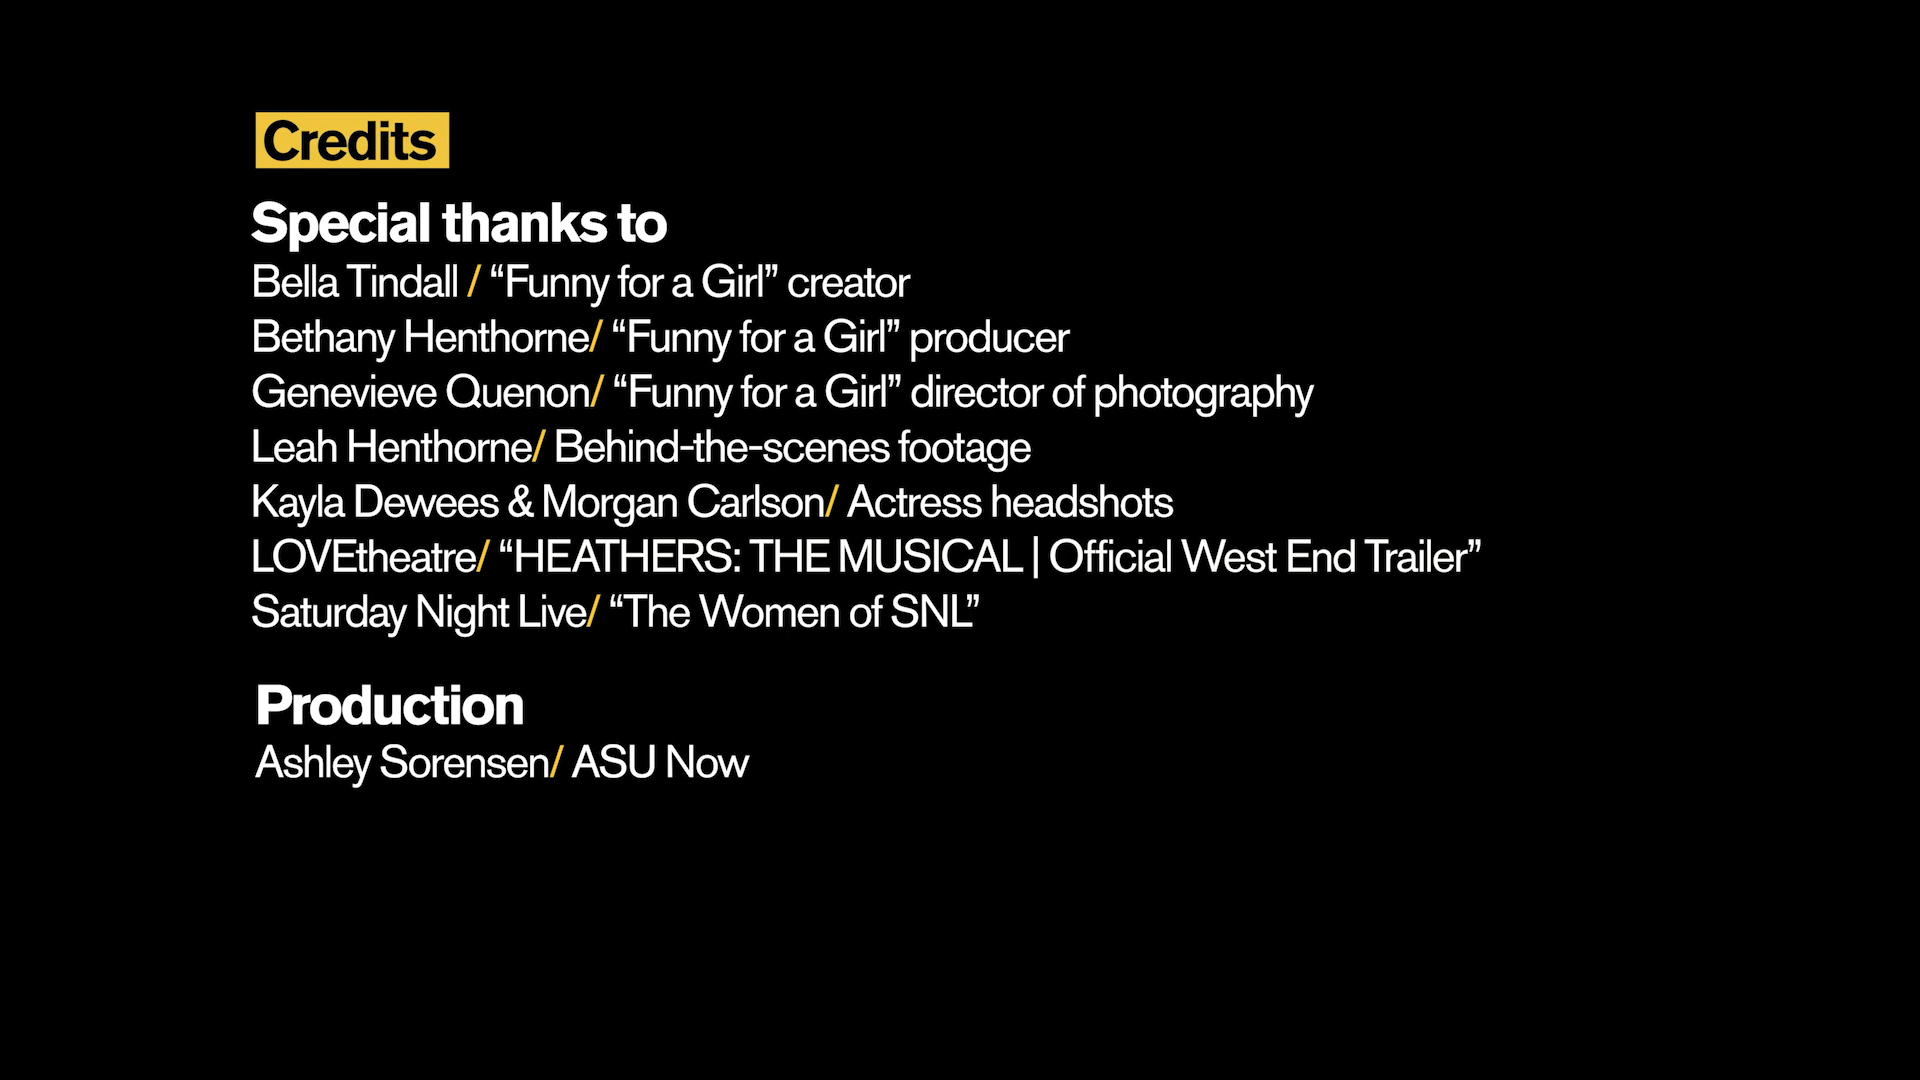 Credits
Special thanks to
Bella Tindall / “Funny for a Girl” creator
Bethany Henthorne/ “Funny for a Girl” producer
Genevieve Quenon/ “Funny for a Girl” director of photography
Leah Henthorne/ Behind-the-scenes footage
Kayla Dewees & Morgan Carlson/ Actress headshots
LOVEtheatre/ “HEATHERS: THE MUSICAL | Official West End Trailer”
Saturday Night Live/ “The Women of SNL”
Production
Ashley Sorensen/ ASU Now